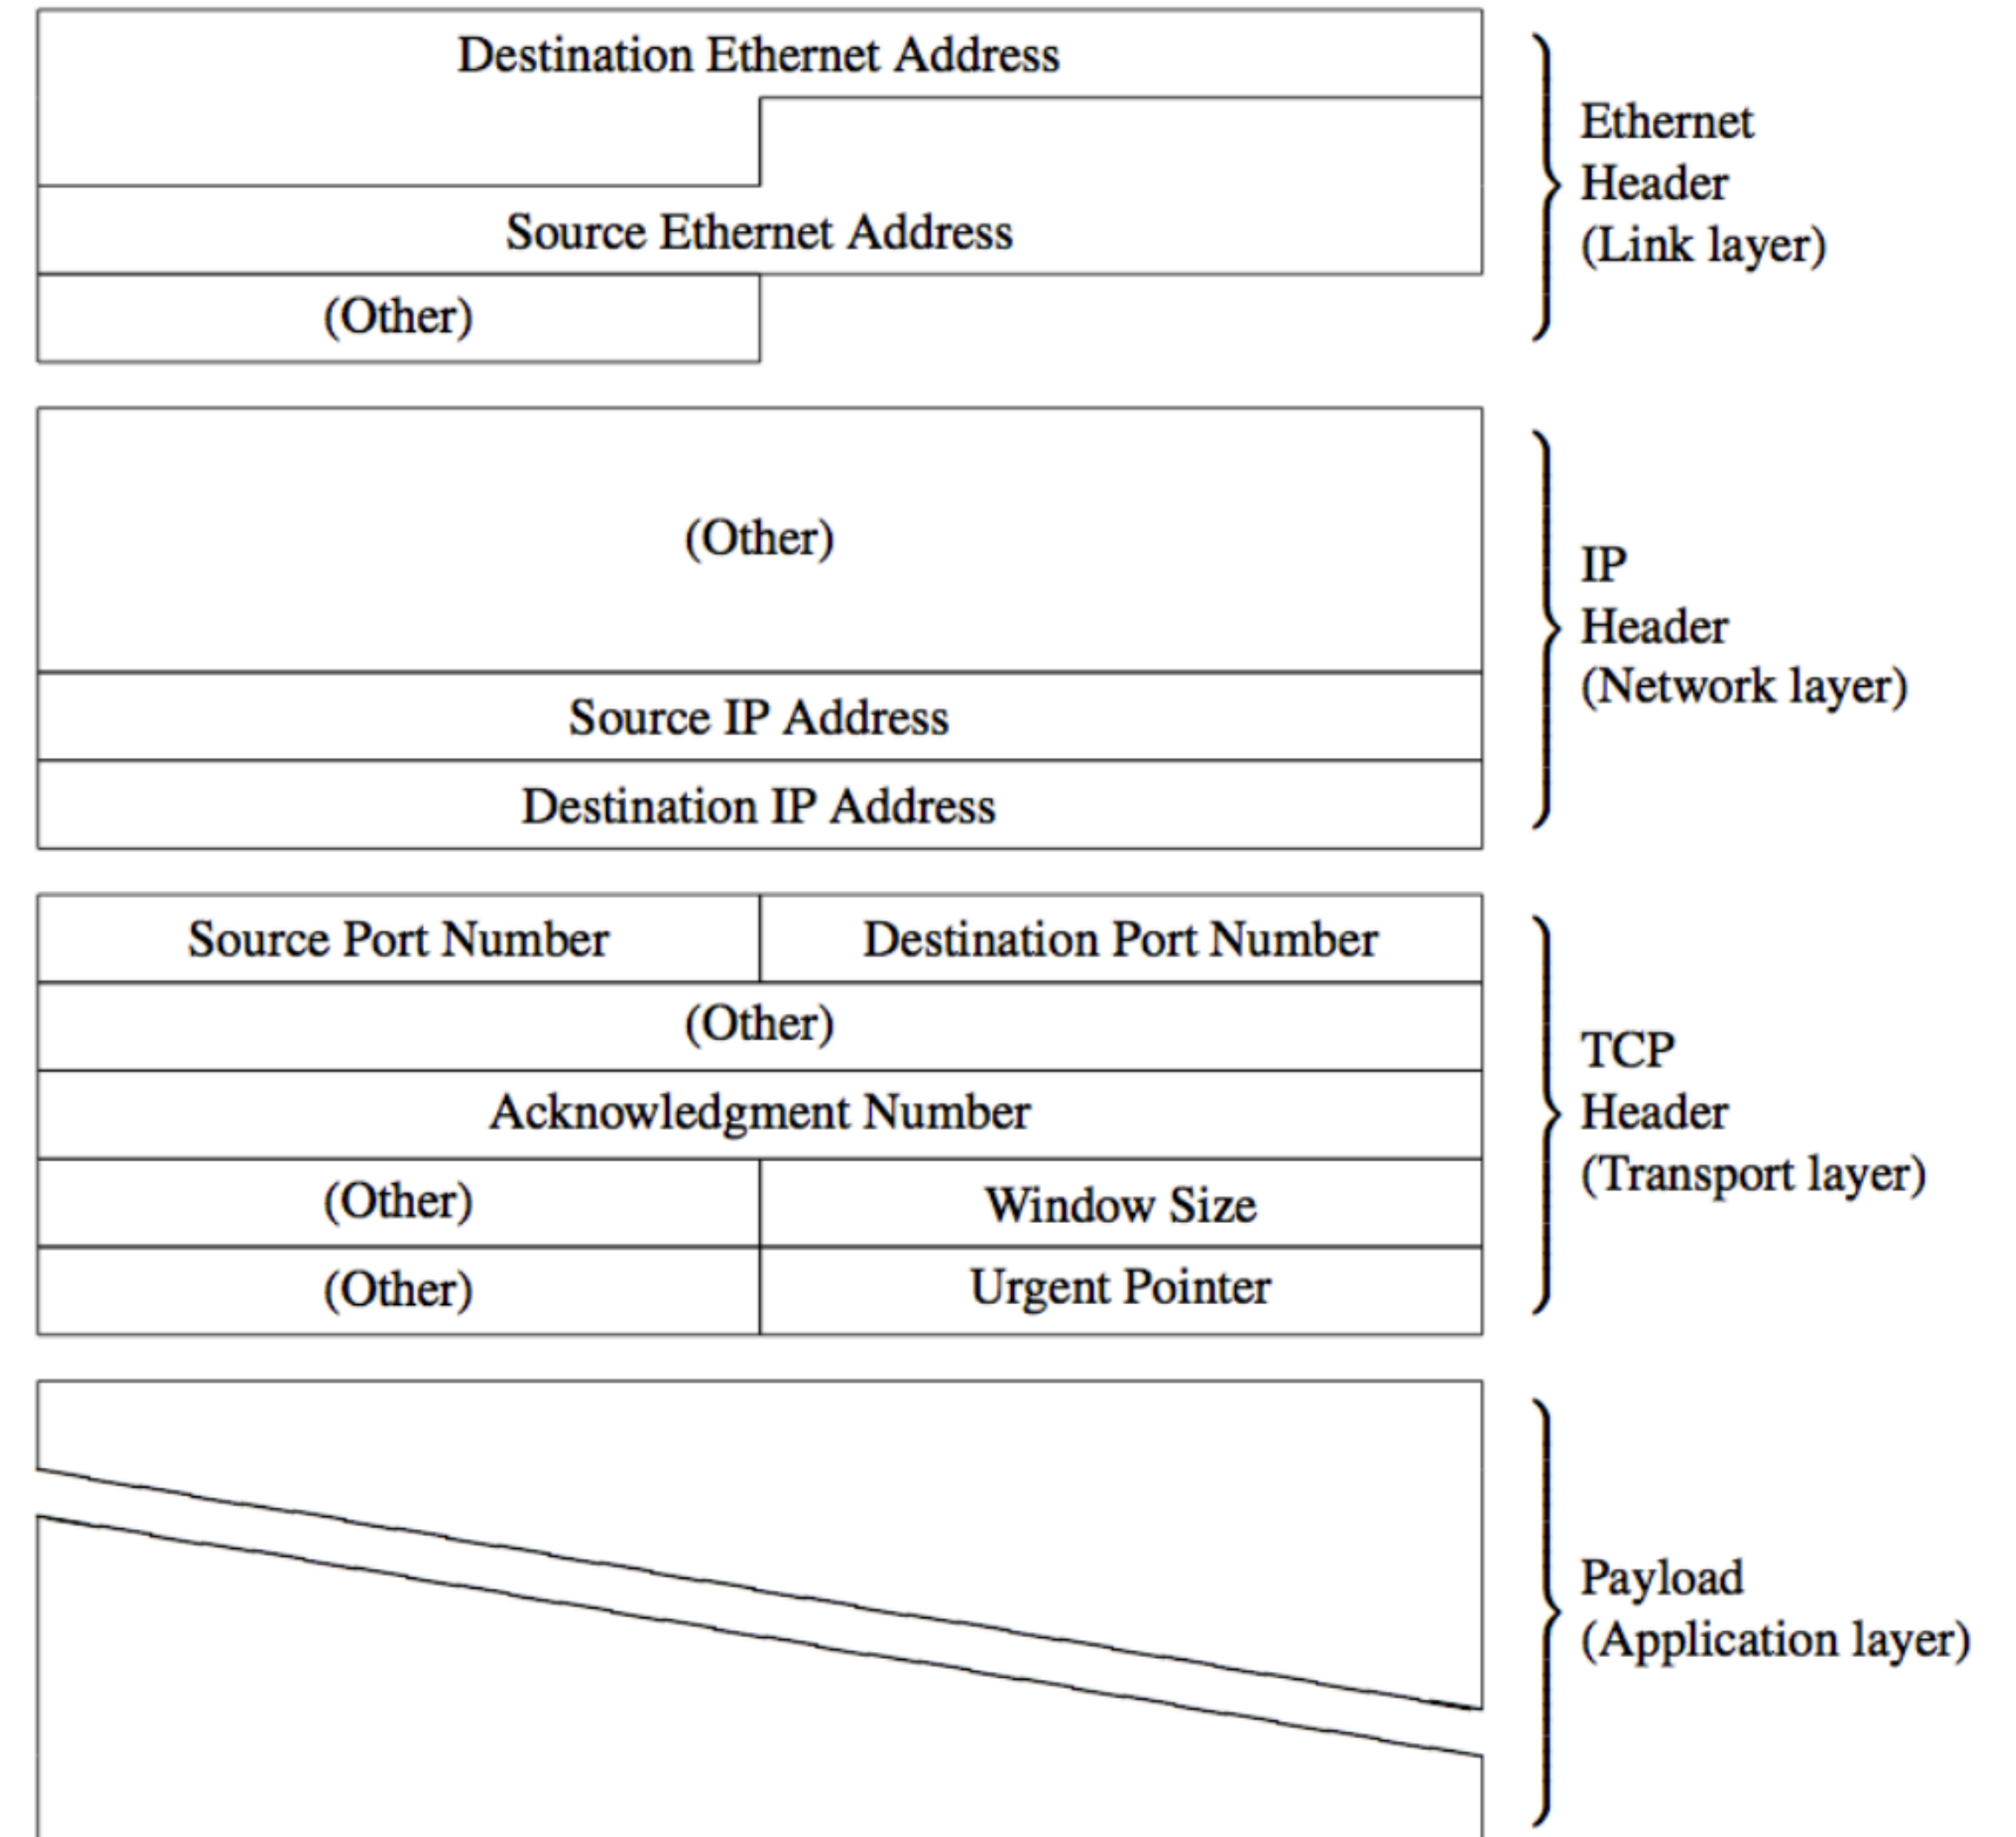 Destination Ethernet Address
Source Ethernet Address
(Other)
Ethernet
Header
(Link layer)
(Other)
Source IP Address
Destination IP Address
IP
Header
(Network layer)
Source Port Number
Destination Port Number
(Other)
Acknowledgment Number
(Other)
Window Size
(Other)
Urgent Pointer
TCP
Header
(Transport layer)
Payload
(Application layer)